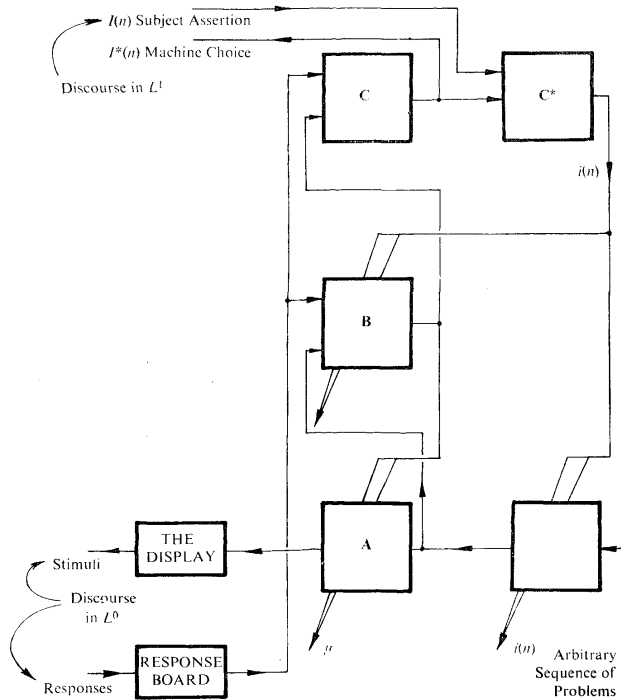 I(n) Subject Assertion
I*(n) Machine Choice
Discourse in L¹
C
C*
i(n)
B
A
THE
DISPLAY
Stimuli
Discourse
in L⁰
RESPONSE
BOARD
Responses
μ
i(n)
Arbitrary
Sequence of
Problems